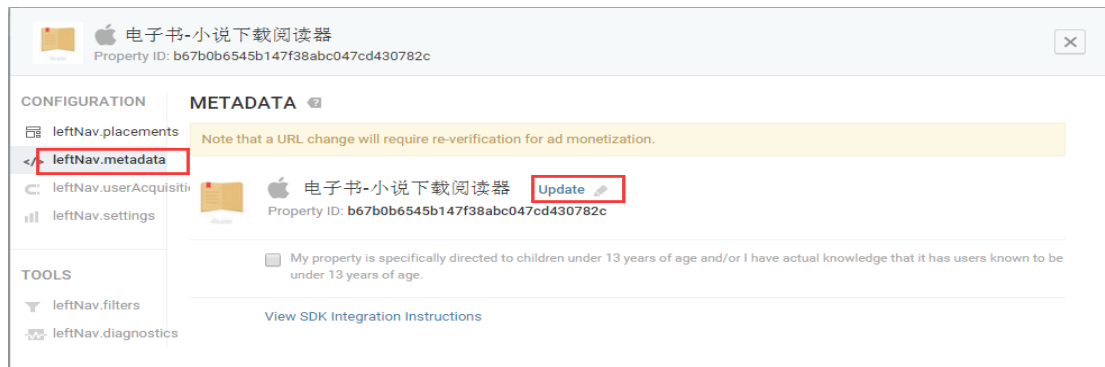 电子书-小说下载阅读器
Property ID: b67b0b6545b147f38abc047cd430782c
CONFIGURATION
leftNav.placements
leftNav.metadata
leftNav.userAcquisiti
leftNav.settings
TOOLS
leftNav.filters
leftNav.diagnostics
METADATA
Note that a URL change will require re-verification for ad monetization.
电子书-小说下载阅读器 Update
Property ID: b67b0b6545b147f38abc047cd430782c
My property is specifically directed to children under 13 years of age and/or I have actual knowledge that it has users known to be
under 13 years of age.
View SDK Integration Instructions